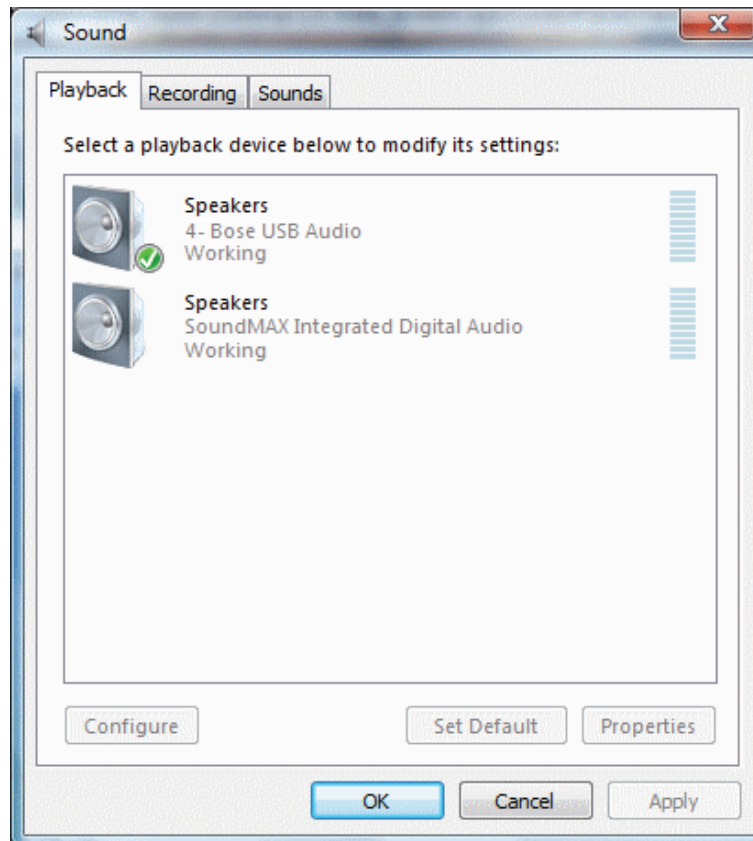 Sound
Playback Recording Sounds
Select a playback device below to modify its settings:
Speakers
4- Bose USB Audio
Working
Speakers
SoundMAX Integrated Digital Audio
Working
Configure Set Default Properties
OK Cancel Apply